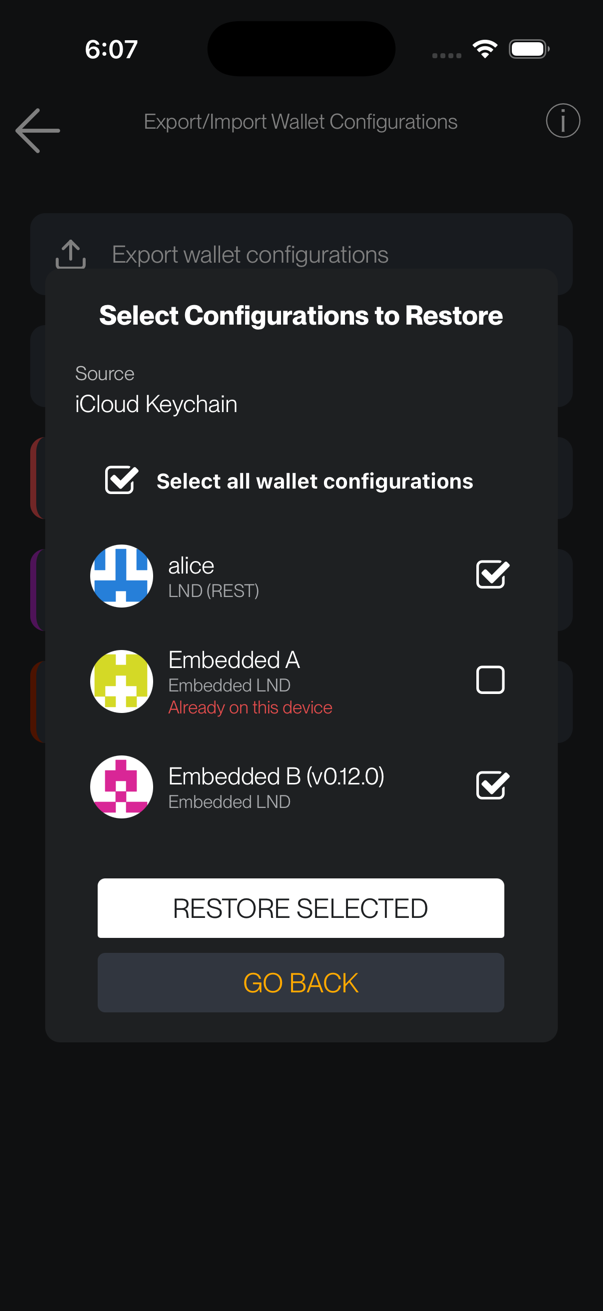 6:07
Export/Import Wallet Configurations
Export wallet configurations
Select Configurations to Restore
Source
iCloud Keychain
Select all wallet configurations
alice
LND (REST)
Embedded A
Embedded LND
Already on this device
Embedded B (v0.12.0)
Embedded LND
RESTORE SELECTED
GO BACK